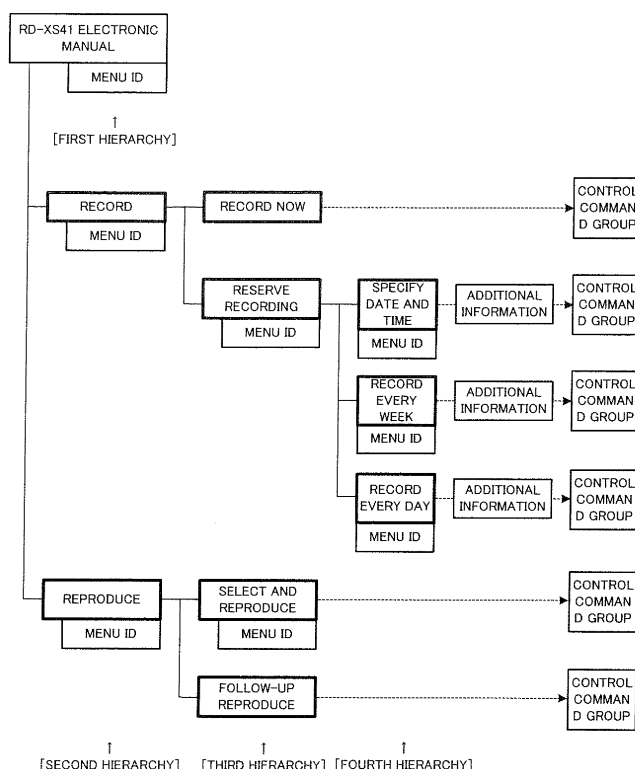 RD-XS41 ELECTRONIC
MANUAL
MENU ID
↑
[FIRST HIERARCHY]
RECORD
MENU ID
RECORD NOW
CONTROL
COMMAN
D GROUP
RESERVE
RECORDING
MENU ID
SPECIFY
DATE AND
TIME
MENU ID
ADDITIONAL
INFORMATION
CONTROL
COMMAN
D GROUP
RECORD
EVERY
WEEK
MENU ID
ADDITIONAL
INFORMATION
CONTROL
COMMAN
D GROUP
RECORD
EVERY DAY
MENU ID
ADDITIONAL
INFORMATION
CONTROL
COMMAN
D GROUP
REPRODUCE
MENU ID
SELECT AND
REPRODUCE
MENU ID
CONTROL
COMMAN
D GROUP
FOLLOW-UP
REPRODUCE
CONTROL
COMMAN
D GROUP
↑ ↑ ↑
[SECOND HIERARCHY] [THIRD HIERARCHY] [FOURTH HIERARCHY]